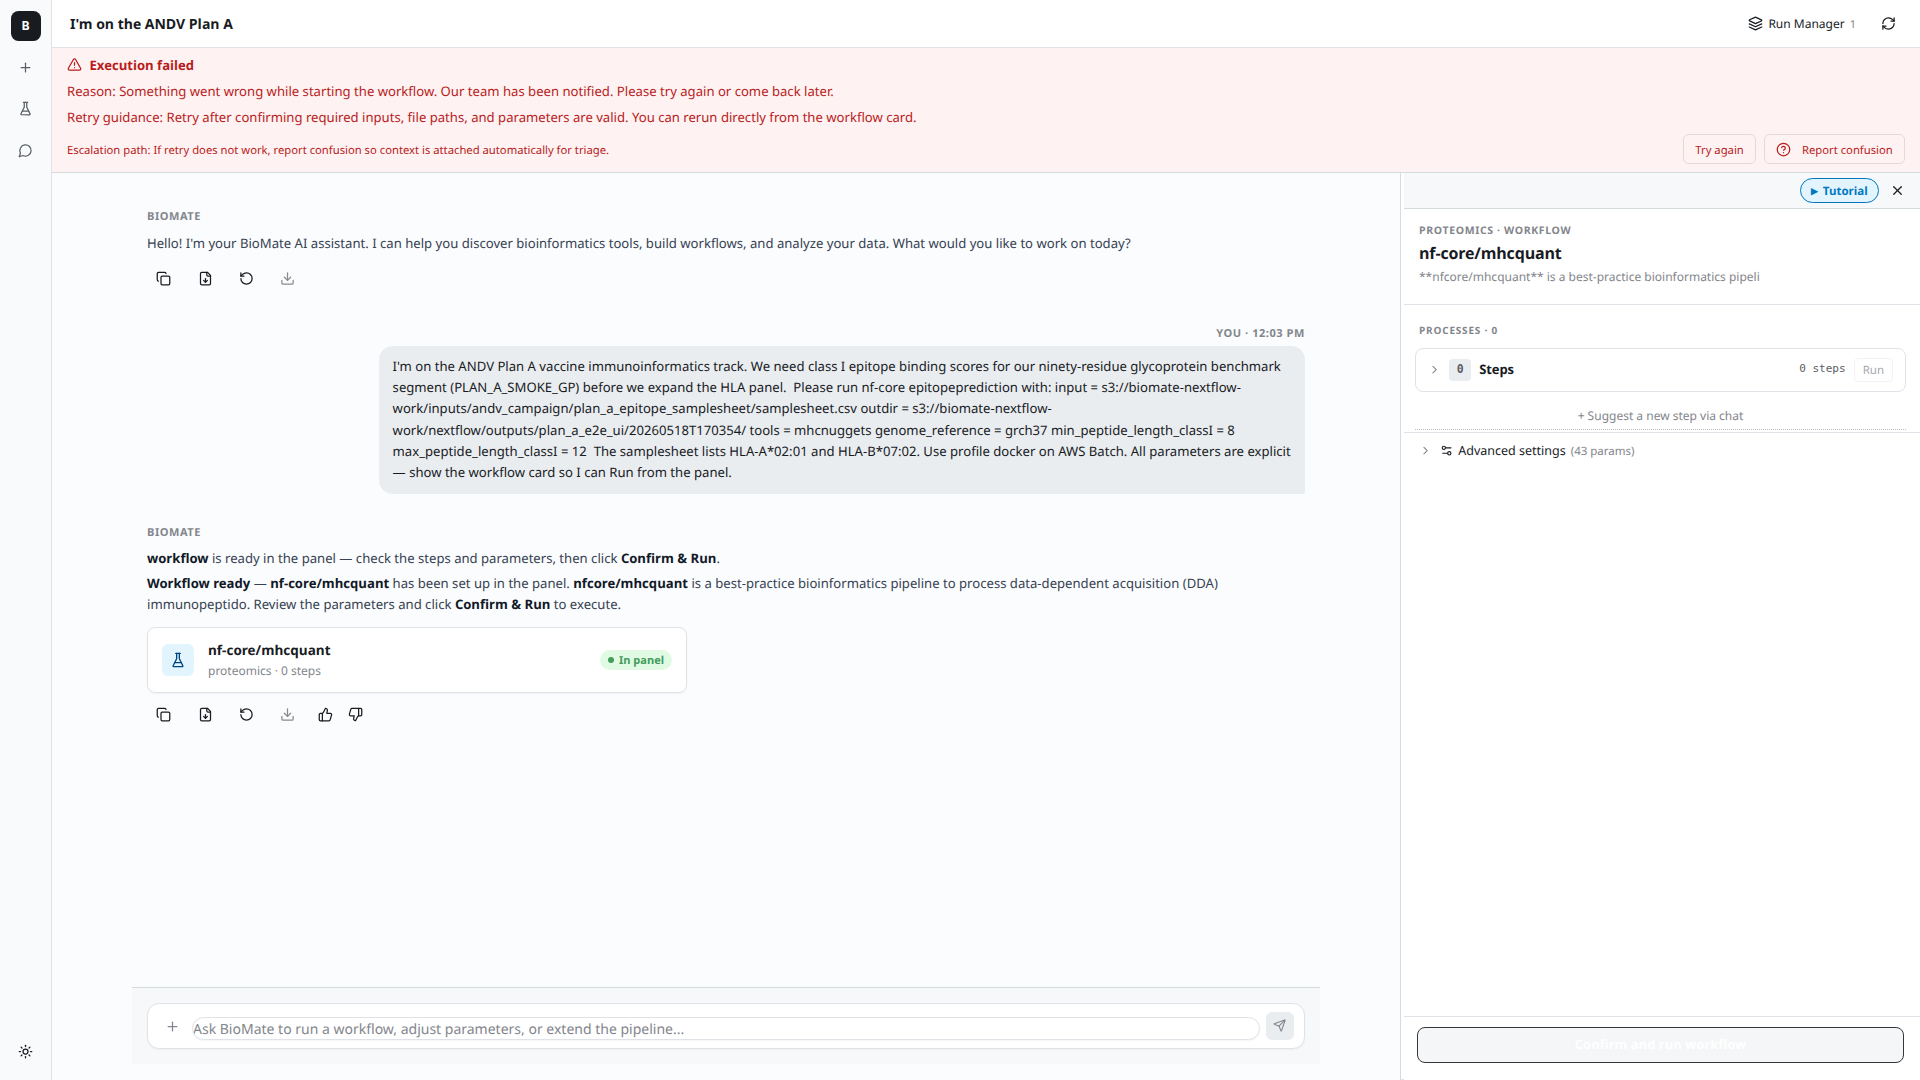 B
I'm on the ANDV Plan A
Run Manager 1
Execution failed
Reason: Something went wrong while starting the workflow. Our team has been notified. Please try again or come back later.
Retry guidance: Retry after confirming required inputs, file paths, and parameters are valid. You can rerun directly from the workflow card.
Escalation path: If retry does not work, report confusion so context is attached automatically for triage.
Try again
Report confusion
BIOMATE
Hello! I'm your BioMate AI assistant. I can help you discover bioinformatics tools, build workflows, and analyze your data. What would you like to work on today?
YOU · 12:03 PM
I'm on the ANDV Plan A vaccine immunoinformatics track. We need class I epitope binding scores for our ninety-residue glycoprotein benchmark
segment (PLAN_A_SMOKE_GP) before we expand the HLA panel.  Please run nf-core epitopeprediction with: input = s3://biomate-nextflow-
work/inputs/andv_campaign/plan_a_epitope_samplesheet/samplesheet.csv outdir = s3://biomate-nextflow-
work/nextflow/outputs/plan_a_e2e_ui/20260518T170354/ tools = mhcnuggets genome_reference = grch37 min_peptide_length_classI = 8
max_peptide_length_classI = 12  The samplesheet lists HLA-A*02:01 and HLA-B*07:02. Use profile docker on AWS Batch. All parameters are explicit
— show the workflow card so I can Run from the panel.
BIOMATE
workflow is ready in the panel — check the steps and parameters, then click Confirm & Run.
Workflow ready — nf-core/mhcquant has been set up in the panel. nfcore/mhcquant is a best-practice bioinformatics pipeline to process data-dependent acquisition (DDA)
immunopeptido. Review the parameters and click Confirm & Run to execute.
nf-core/mhcquant
proteomics · 0 steps
In panel
Ask BioMate to run a workflow, adjust parameters, or extend the pipeline...
Tutorial
PROTEOMICS · WORKFLOW
nf-core/mhcquant
**nfcore/mhcquant** is a best-practice bioinformatics pipeli
PROCESSES · 0
0 Steps
0 steps
Run
+ Suggest a new step via chat
Advanced settings (43 params)
Confirm and run workflow